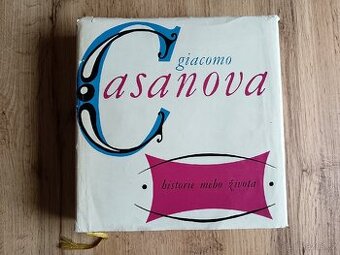 giacomo
Casanova
historie mého života